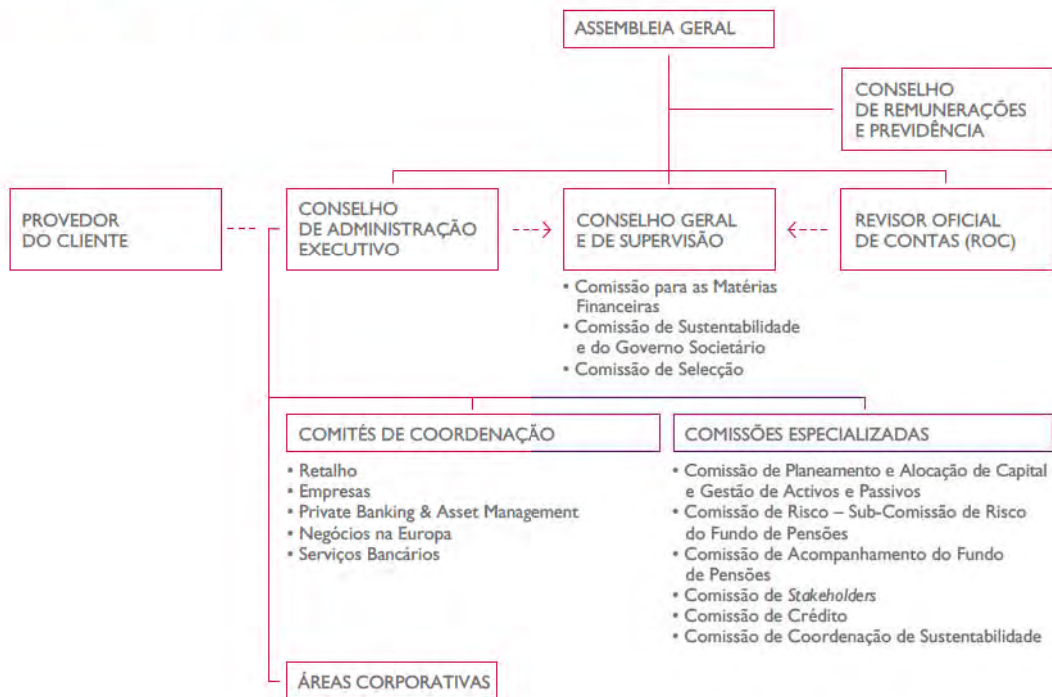 ASSEMBLEIA GERAL
CONSELHO
DE REMUNERAÇÕES
E PREVIDÊNCIA
PROVEDOR
DO CLIENTE
CONSELHO
DE ADMINISTRAÇÃO
EXECUTIVO
CONSELHO GERAL
E DE SUPERVISÃO
REVISOR OFICIAL
DE CONTAS (ROC)
• Comissão para as Matérias
Financeiras
• Comissão de Sustentabilidade
e do Governo Societário
• Comissão de Selecção
COMITÉS DE COORDENAÇÃO
• Retalho
• Empresas
• Private Banking & Asset Management
• Negócios na Europa
• Serviços Bancários
COMISSÕES ESPECIALIZADAS
• Comissão de Planeamento e Alocação de Capital
e Gestão de Activos e Passivos
• Comissão de Risco – Sub-Comissão de Risco
do Fundo de Pensões
• Comissão de Acompanhamento do Fundo
de Pensões
• Comissão de Stakeholders
• Comissão de Crédito
• Comissão de Coordenação de Sustentabilidade
ÁREAS CORPORATIVAS